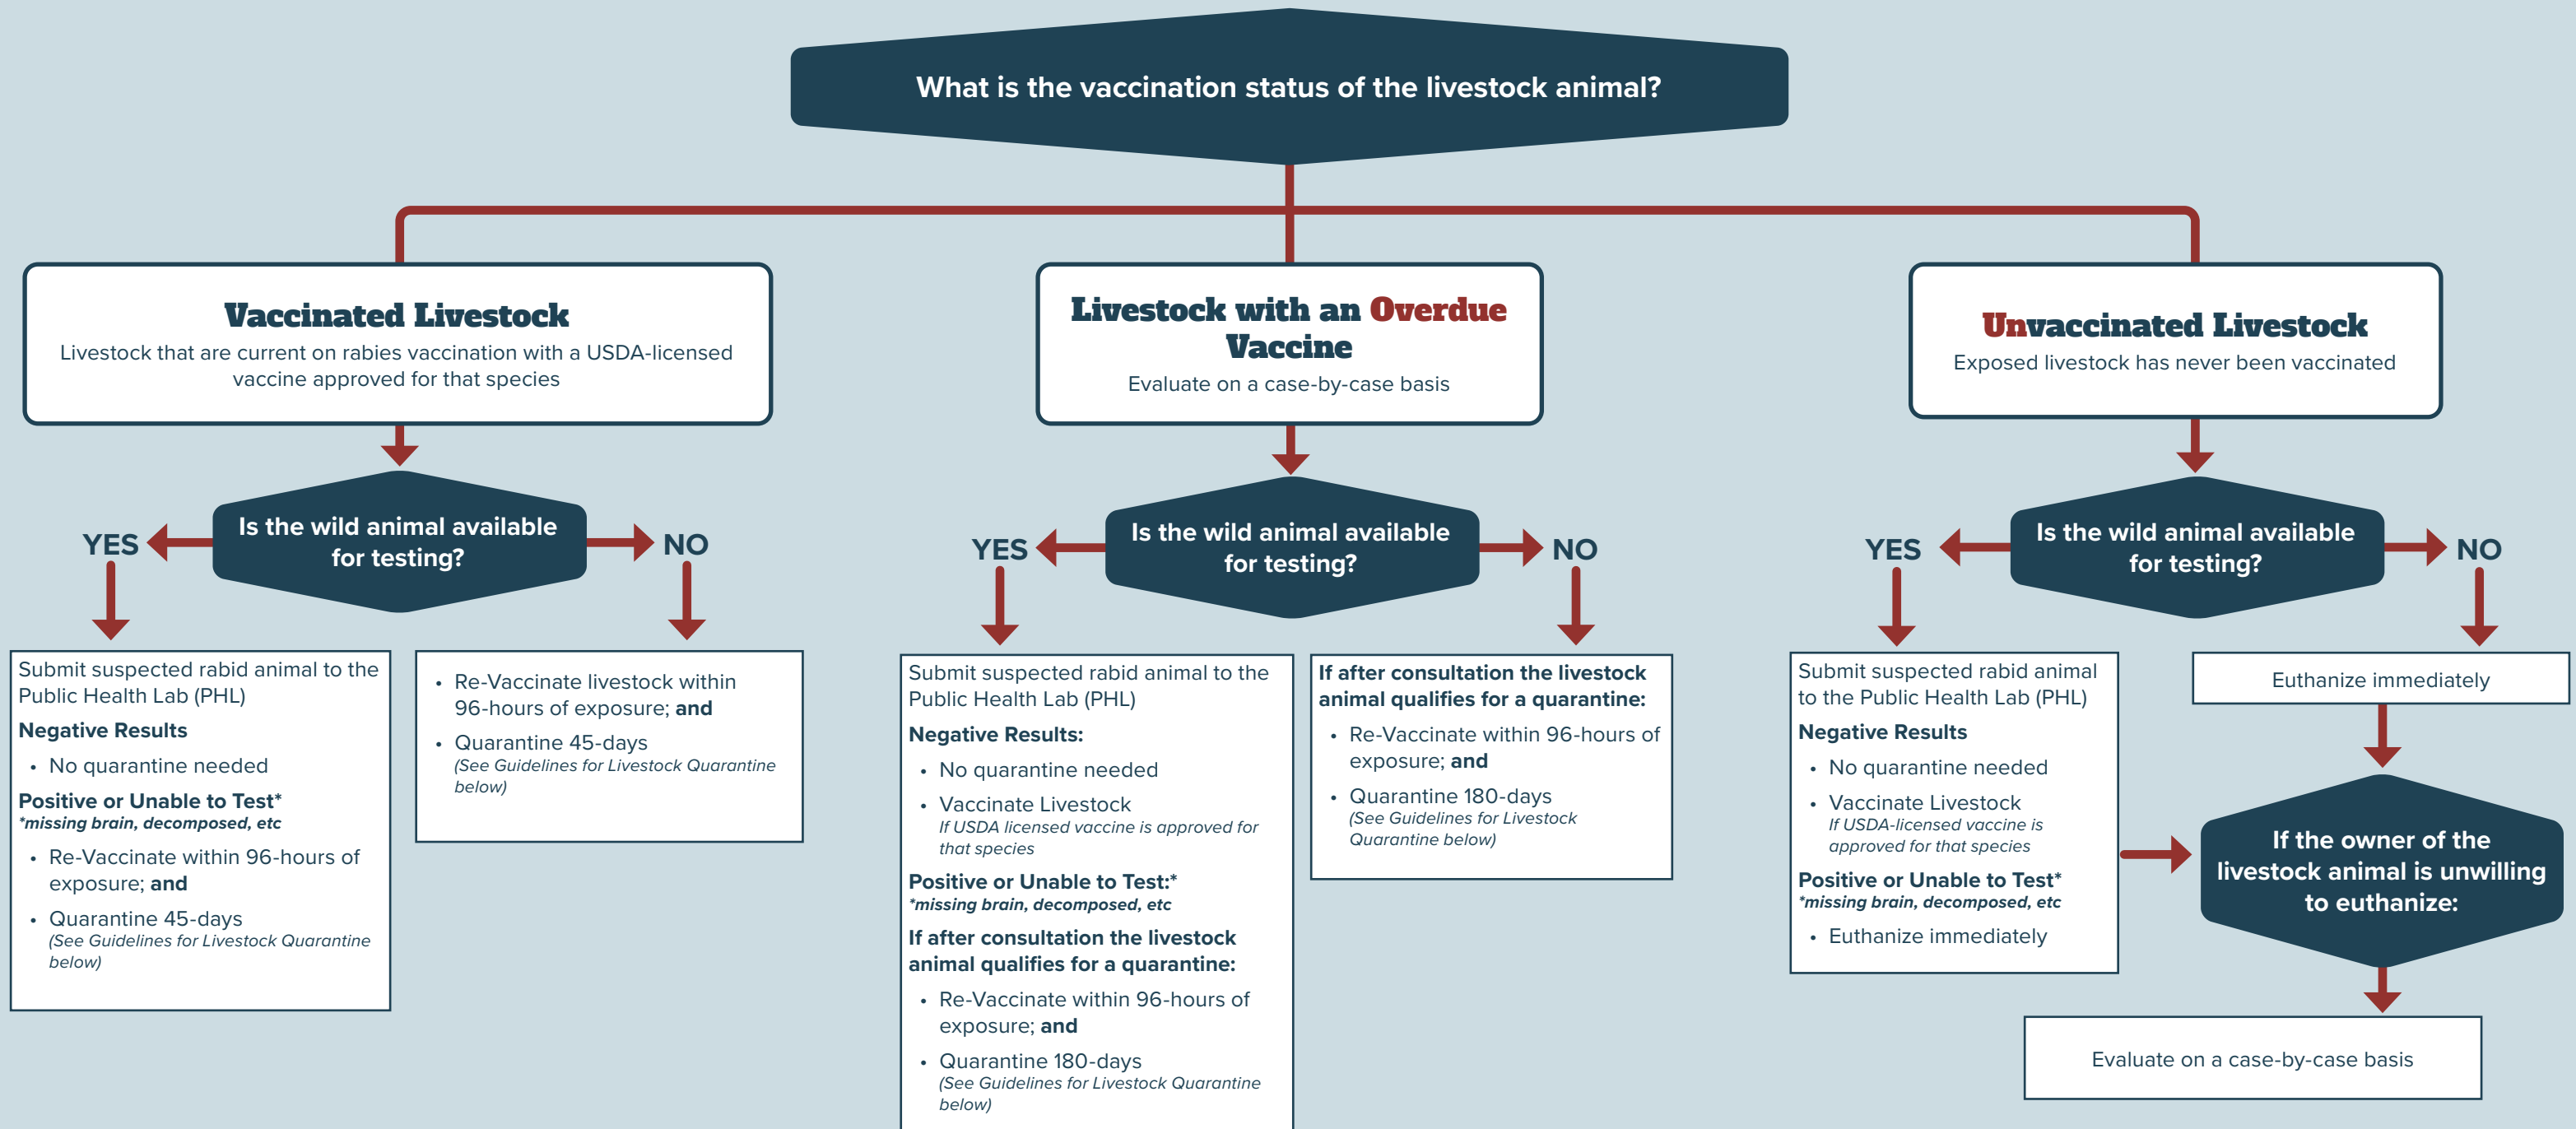 What is the vaccination status of the livestock animal?
Vaccinated Livestock
Livestock that are current on rabies vaccination with a USDA-licensed
vaccine approved for that species
Is the wild animal available
for testing?
YES
NO
Submit suspected rabid animal to the
Public Health Lab (PHL)
Negative Results
• No quarantine needed
Positive or Unable to Test*
*missing brain, decomposed, etc
• Re-Vaccinate within 96-hours of
exposure; and
• Quarantine 45-days
(See Guidelines for Livestock Quarantine
below)
• Re-Vaccinate livestock within
96-hours of exposure; and
• Quarantine 45-days
(See Guidelines for Livestock Quarantine
below)
Livestock with an Overdue
Vaccine
Evaluate on a case-by-case basis
Is the wild animal available
for testing?
YES
NO
Submit suspected rabid animal to the
Public Health Lab (PHL)
Negative Results:
• No quarantine needed
• Vaccinate Livestock
If USDA licensed vaccine is approved for
that species
Positive or Unable to Test:*
*missing brain, decomposed, etc
If after consultation the livestock
animal qualifies for a quarantine:
• Re-Vaccinate within 96-hours of
exposure; and
• Quarantine 180-days
(See Guidelines for Livestock Quarantine
below)
If after consultation the livestock
animal qualifies for a quarantine:
• Re-Vaccinate within 96-hours of
exposure; and
• Quarantine 180-days
(See Guidelines for Livestock
Quarantine below)
Unvaccinated Livestock
Exposed livestock has never been vaccinated
Is the wild animal available
for testing?
YES
NO
Submit suspected rabid animal
to the Public Health Lab (PHL)
Negative Results
• No quarantine needed
• Vaccinate Livestock
If USDA-licensed vaccine is
approved for that species
Positive or Unable to Test*
*missing brain, decomposed, etc
• Euthanize immediately
Euthanize immediately
If the owner of the
livestock animal is unwilling
to euthanize:
Evaluate on a case-by-case basis